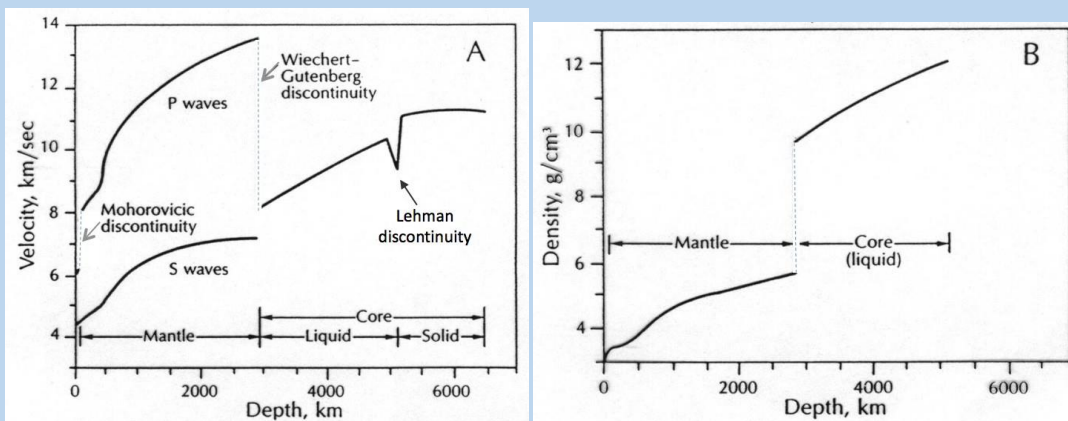 A
14
12
10
8
6
4
Velocity, km/sec
P waves
Wiechert-
Gutenberg
discontinuity
Mohorovicic
discontinuity
Lehman
discontinuity
S waves
Core
Mantle
Liquid
Solid
0
2000
4000
6000
Depth, km
B
12
10
8
6
4
Density, g/cm³
Mantle
Core
(liquid)
0
2000
4000
6000
Depth, km